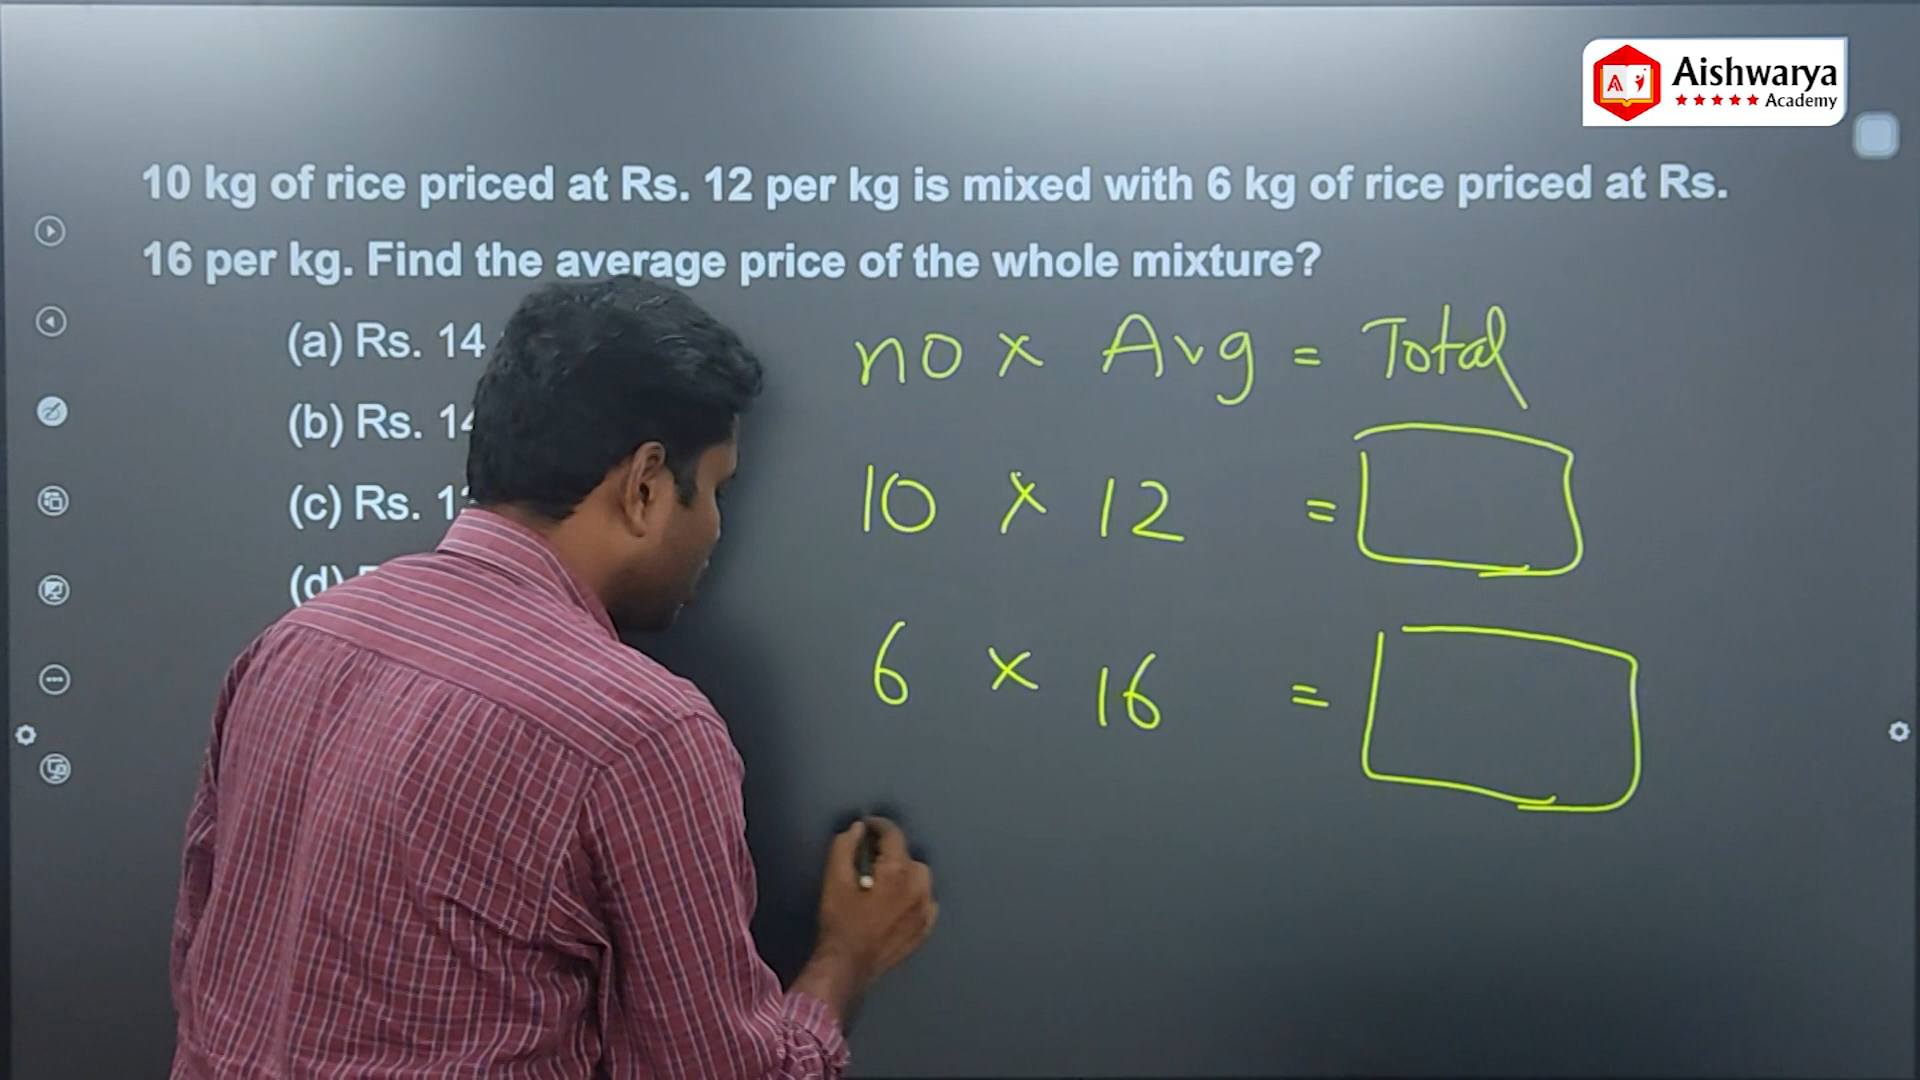 Aishwarya
Academy
10 kg of rice priced at Rs. 12 per kg is mixed with 6 kg of rice priced at Rs.
16 per kg. Find the average price of the whole mixture?
(a) Rs. 14
(b) Rs.
(c) Rs.
(d)
no × Avg = Total
10 × 12 =
6 × 16 =